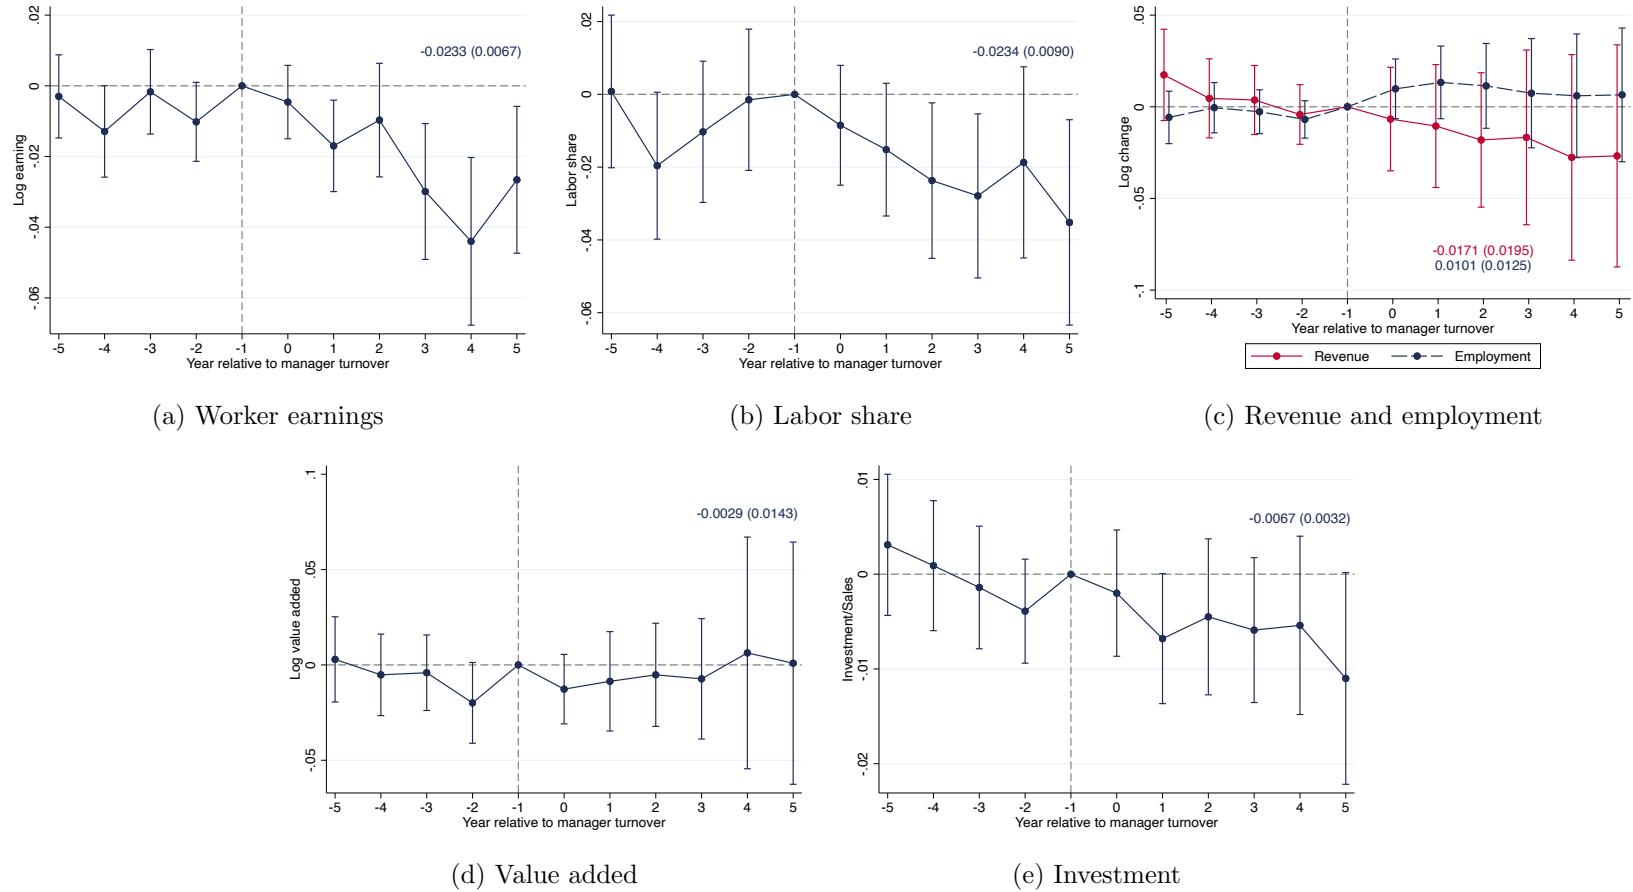 .02
0
-.02
-.04
-.06
Log earning
-0.0233 (0.0067)
-5 -4 -3 -2 -1 0 1 2 3 4 5
Year relative to manager turnover
(a) Worker earnings
.02
0
-.02
-.04
-.06
Labor share
-0.0234 (0.0090)
-5 -4 -3 -2 -1 0 1 2 3 4 5
Year relative to manager turnover
(b) Labor share
.05
0
-.05
-.1
Log change
-0.0171 (0.0195)
0.0101 (0.0125)
-5 -4 -3 -2 -1 0 1 2 3 4 5
Year relative to manager turnover
Revenue Employment
(c) Revenue and employment
.1
.05
0
-.05
Log value added
-0.0029 (0.0143)
-5 -4 -3 -2 -1 0 1 2 3 4 5
Year relative to manager turnover
(d) Value added
.01
0
-.01
-.02
Investment/Sales
-0.0067 (0.0032)
-5 -4 -3 -2 -1 0 1 2 3 4 5
Year relative to manager turnover
(e) Investment